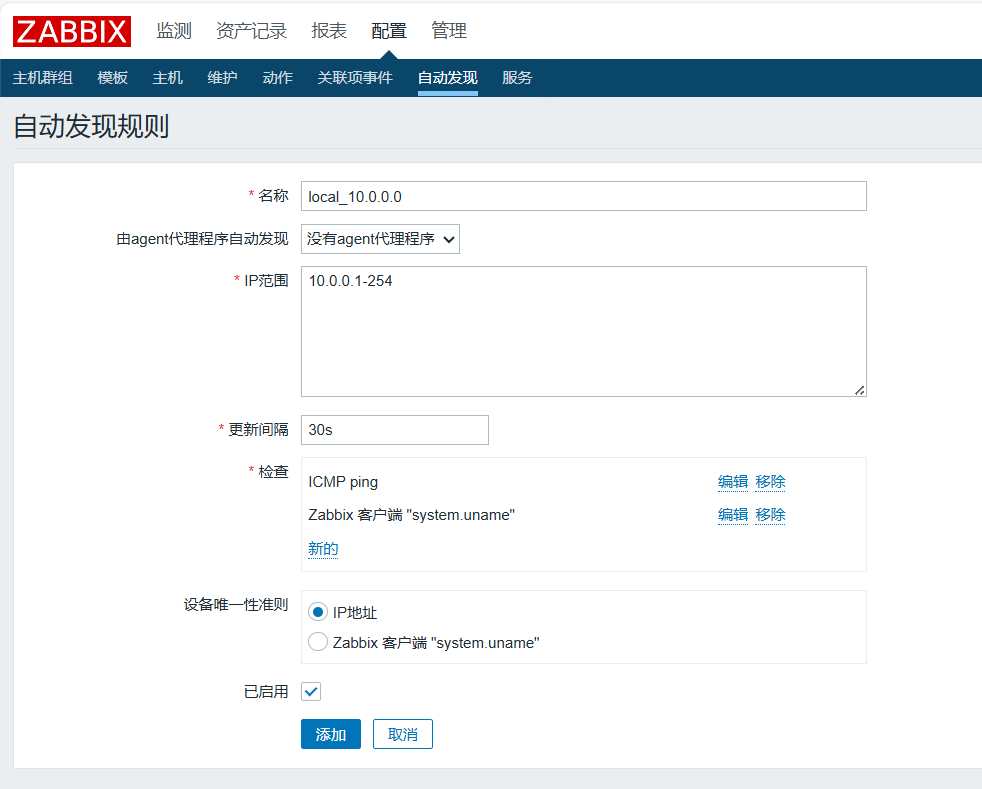 ZABBIX 监测 资产记录 报表 配置 管理
主机群组 模板 主机 维护 动作 关联项事件 自动发现 服务
自动发现规则
* 名称 local_10.0.0.0
由agent代理程序自动发现 没有agent代理程序
* IP范围 10.0.0.1-254
* 更新间隔 30s
* 检查 ICMP ping 编辑 移除
Zabbix 客户端 "system.uname" 编辑 移除
新的
设备唯一性准则 IP地址
Zabbix 客户端 "system.uname"
已启用
添加 取消